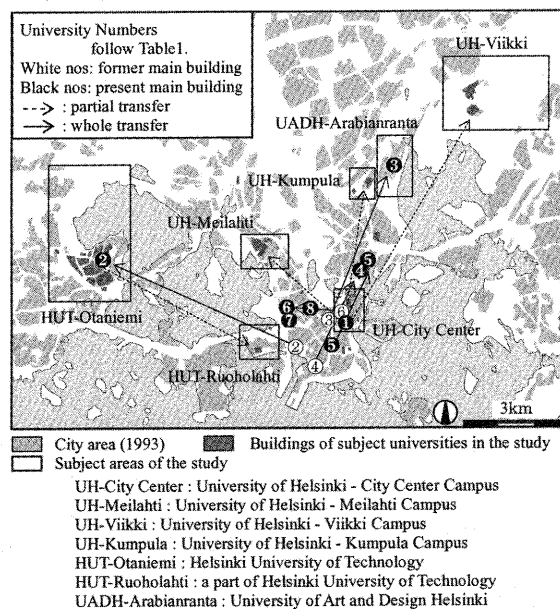 University Numbers
follow Table1.
White nos: former main building
Black nos: present main building
: partial transfer
: whole transfer
UH-Viikki
UADH-Arabianranta
3
UH-Kumpula
UH-Meilahti
2
5
4
6
8
7
3
6
1
HUT-Otaniemi
UH-City Center
5
2
4
HUT-Ruoholahti
3km
City area (1993)
Buildings of subject universities in the study
Subject areas of the study
UH-City Center : University of Helsinki - City Center Campus
UH-Meilahti : University of Helsinki - Meilahti Campus
UH-Viikki : University of Helsinki - Viikki Campus
UH-Kumpula : University of Helsinki - Kumpula Campus
HUT-Otaniemi : Helsinki University of Technology
HUT-Ruoholahti : a part of Helsinki University of Technology
UADH-Arabianranta : University of Art and Design Helsinki